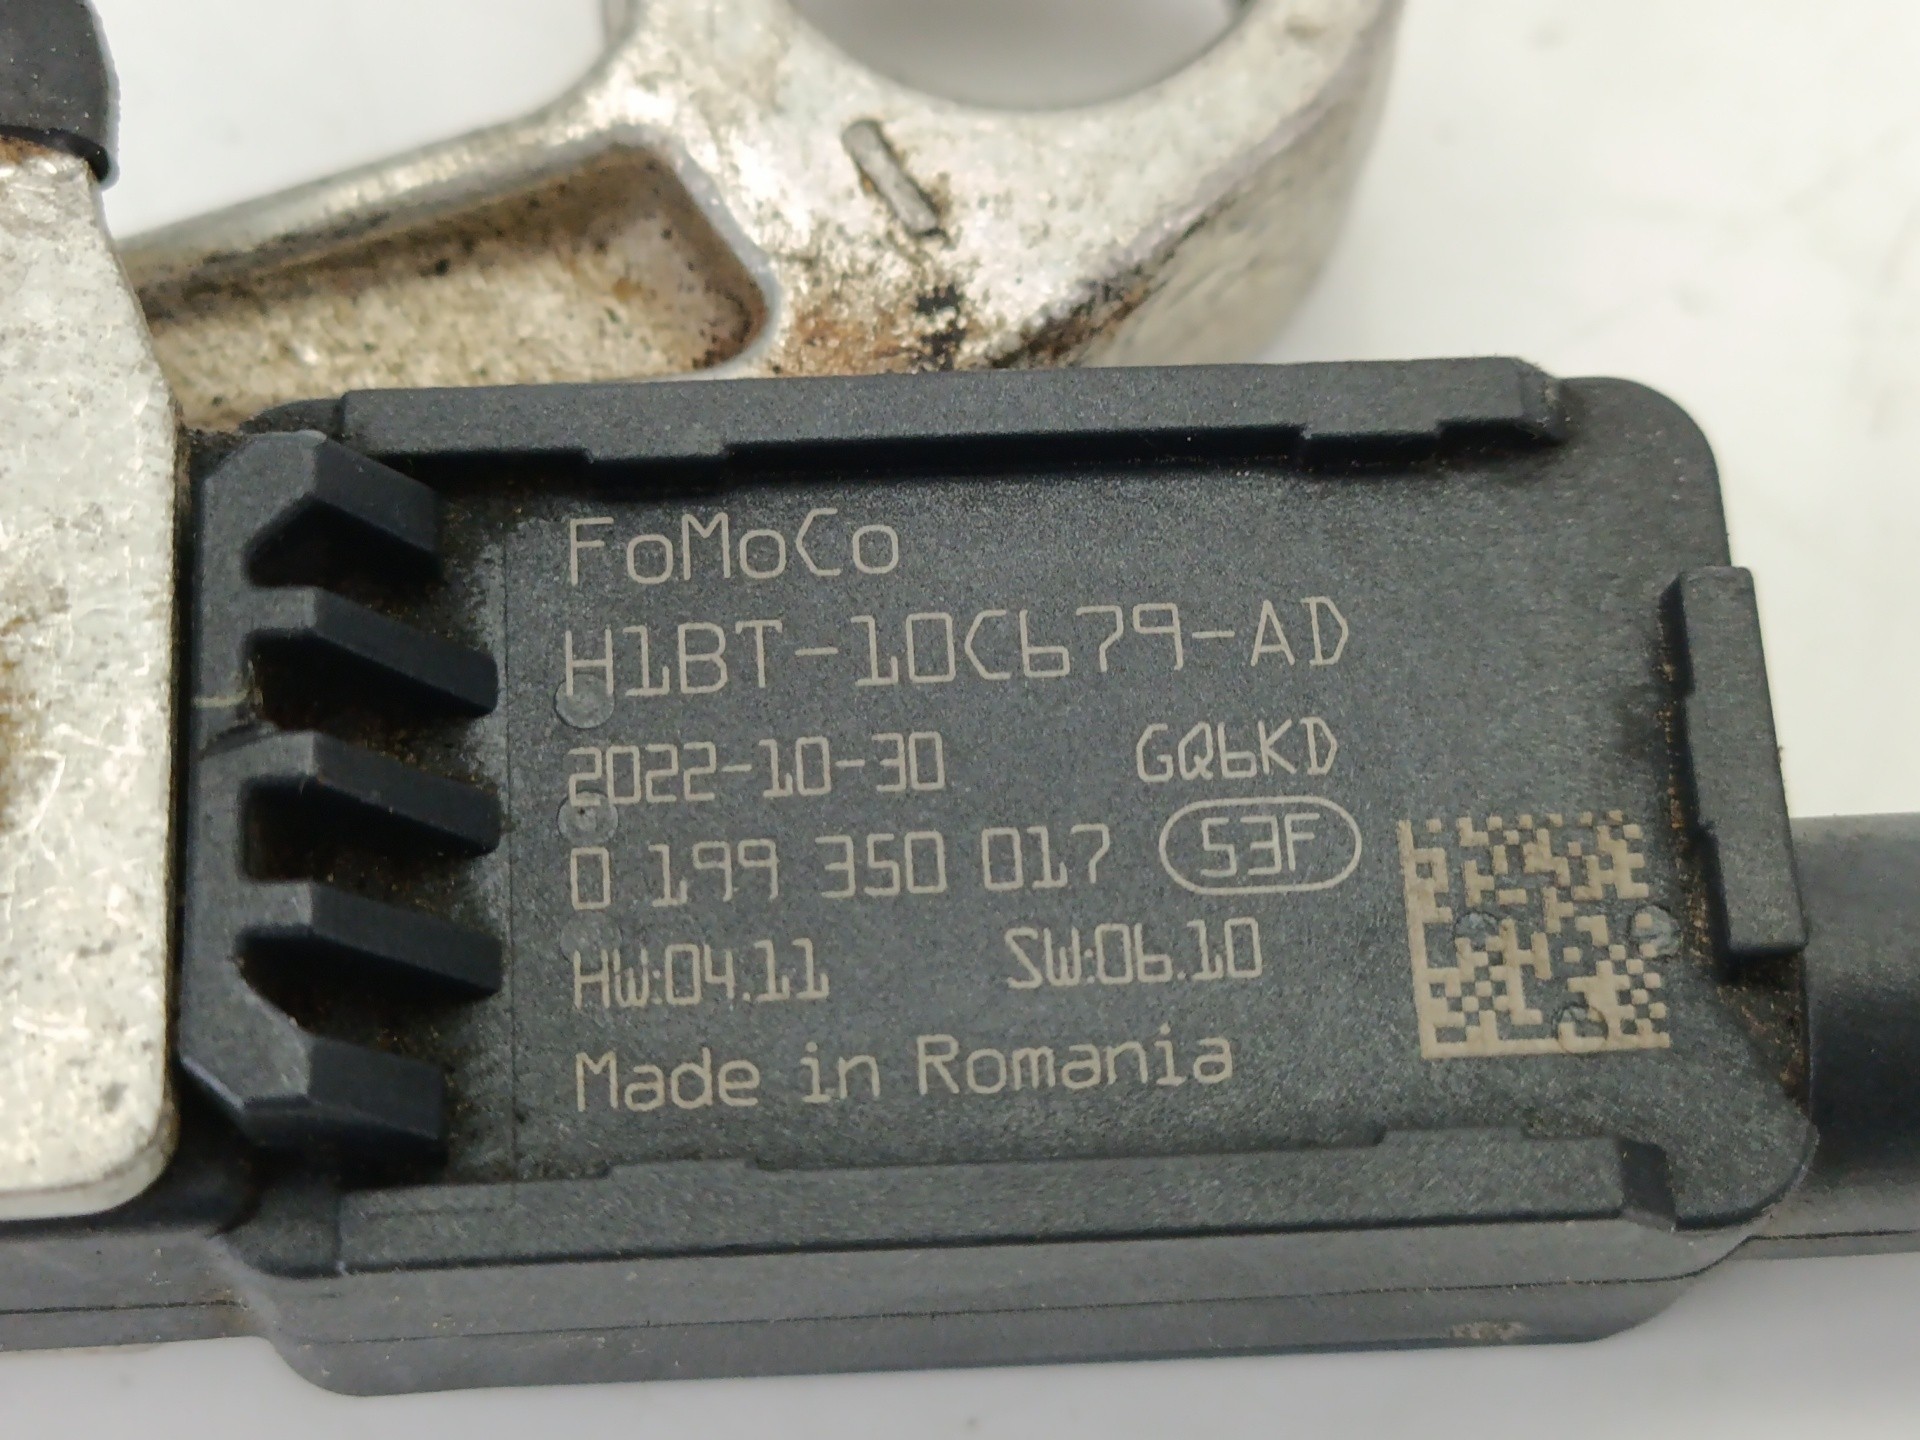 FoMoCo
H1BT-10C679-AD
2022-10-30 GQ6KD
0 199 350 017 S3F
HW:04.11 SW:06.10
Made in Romania